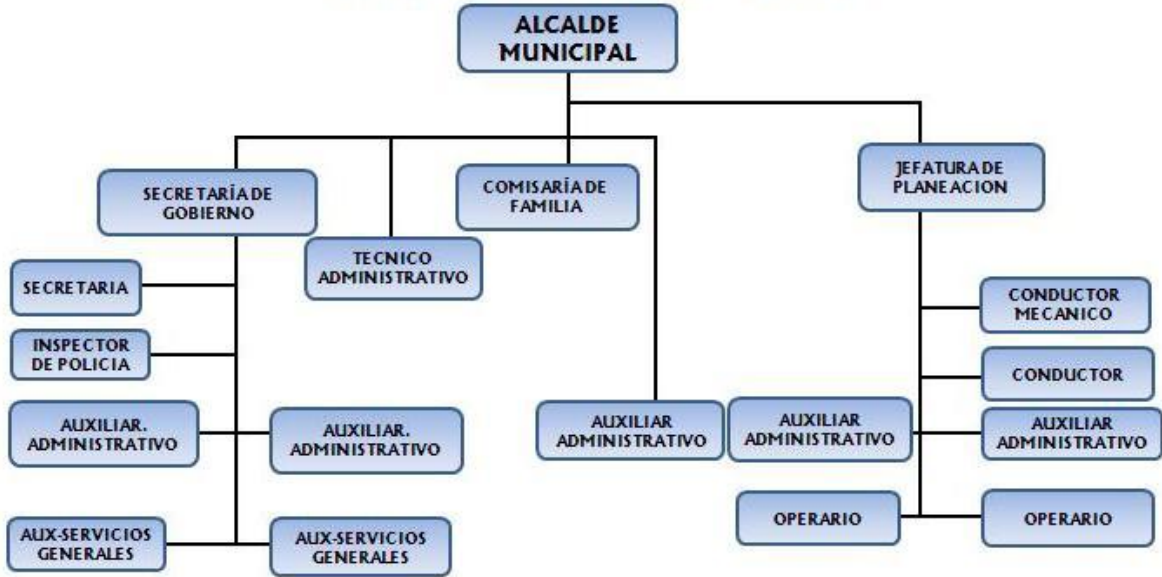 ALCALDE
MUNICIPAL
SECRETARÍA DE
GOBIERNO
COMISARÍA DE
FAMILIA
JEFATURA DE
PLANEACION
TECNICO
ADMINISTRATIVO
SECRETARIA
INSPECTOR
DE POLICIA
AUXILIAR.
ADMINISTRATIVO
AUXILIAR.
ADMINISTRATIVO
AUX-SERVICIOS
GENERALES
AUX-SERVICIOS
GENERALES
AUXILIAR
ADMINISTRATIVO
CONDUCTOR
MECANICO
CONDUCTOR
AUXILIAR
ADMINISTRATIVO
AUXILIAR
ADMINISTRATIVO
OPERARIO
OPERARIO